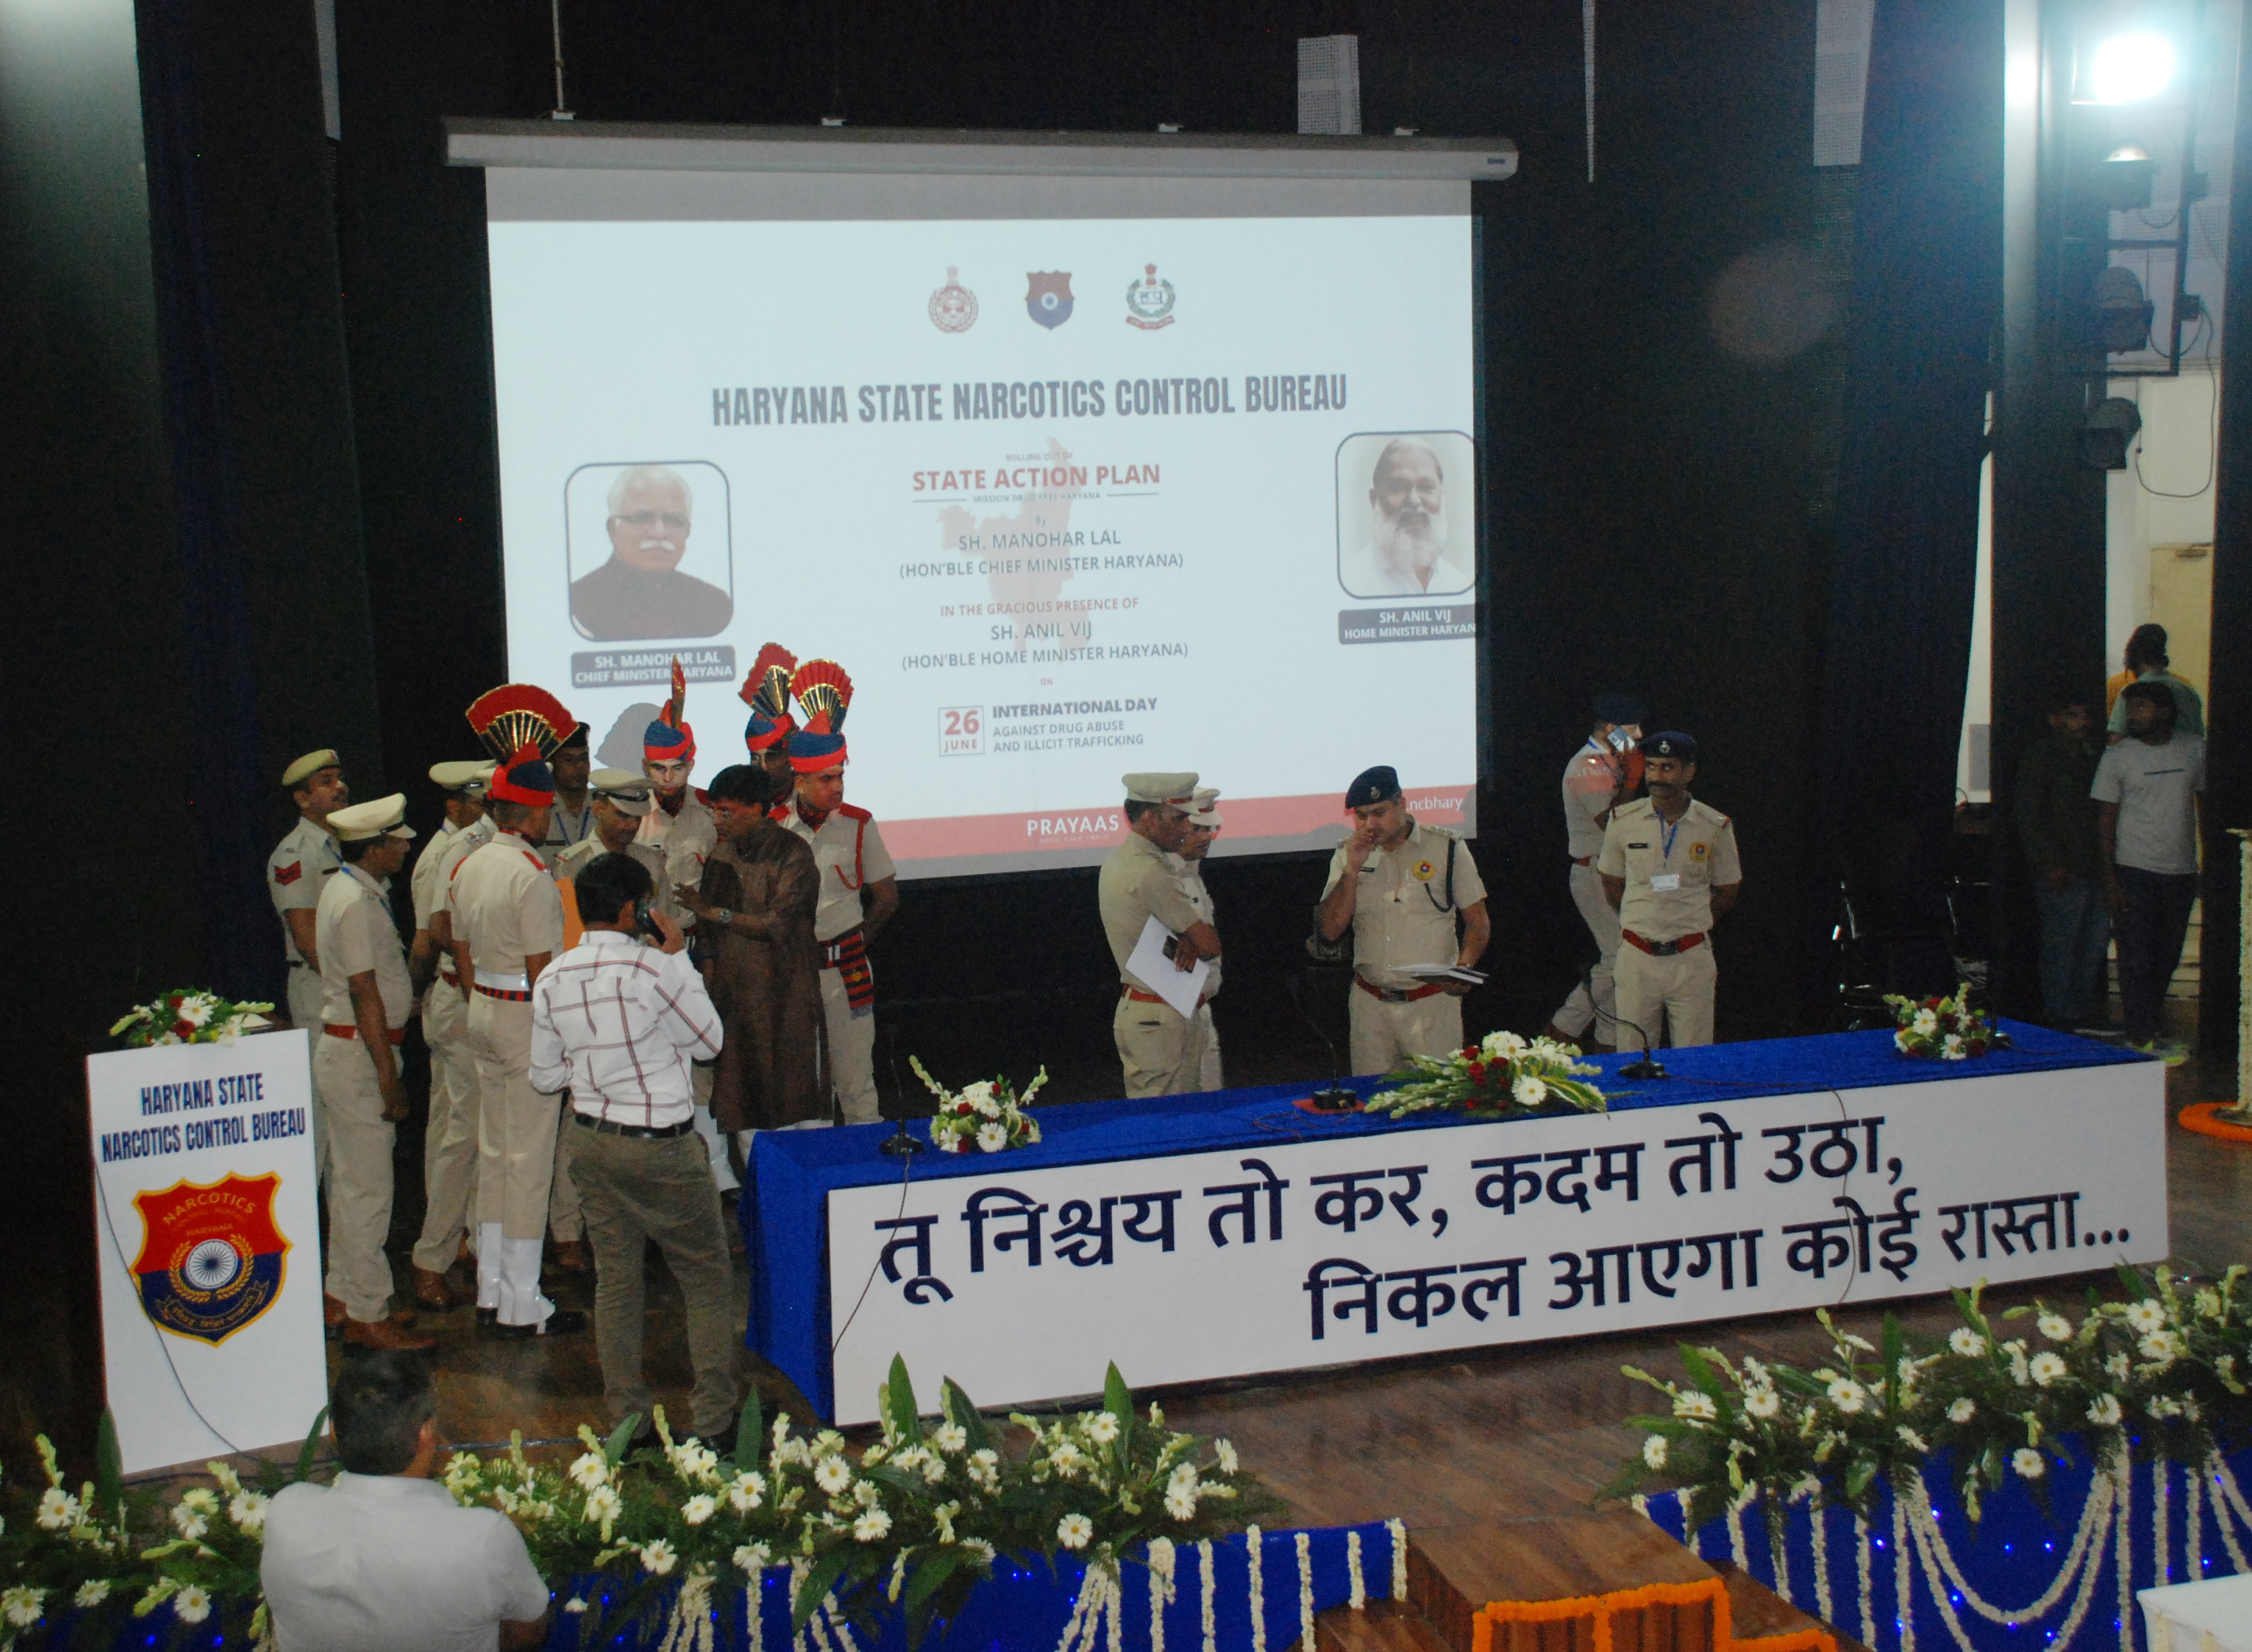 HARYANA STATE NARCOTICS CONTROL BUREAU
ROLLING OUT OF
STATE ACTION PLAN
MISSION DRUG FREE HARYANA
By
SH. MANOHAR LAL
(HON'BLE CHIEF MINISTER HARYANA)
IN THE GRACIOUS PRESENCE OF
SH. ANIL VIJ
(HON'BLE HOME MINISTER HARYANA)
ON
26 JUNE
INTERNATIONAL DAY
AGAINST DRUG ABUSE
AND ILLICIT TRAFFICKING
SH. MANOHAR LAL
CHIEF MINISTER HARYANA
SH. ANIL VIJ
HOME MINISTER HARYAN
PRAYAAS
ncbhary
HARYANA STATE
NARCOTICS CONTROL BUREAU
NARCOTICS
CONTROL BUREAU
HARYANA
तू निश्चय तो कर, कदम तो उठा,
निकल आएगा कोई रास्ता...